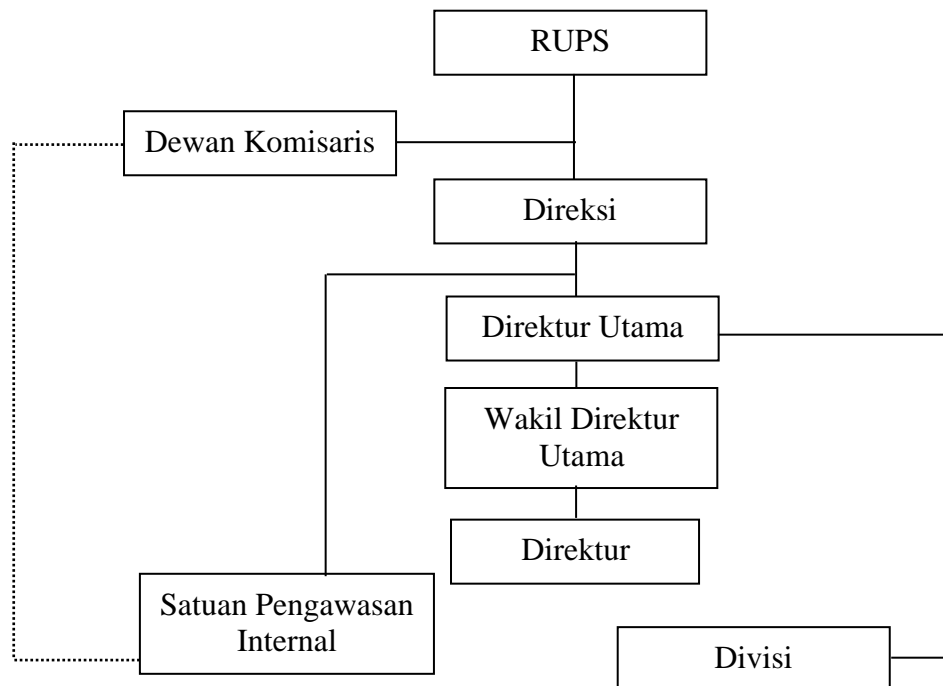 RUPS
Dewan Komisaris
Direksi
Direktur Utama
Wakil Direktur
Utama
Direktur
Satuan Pengawasan
Internal
Divisi